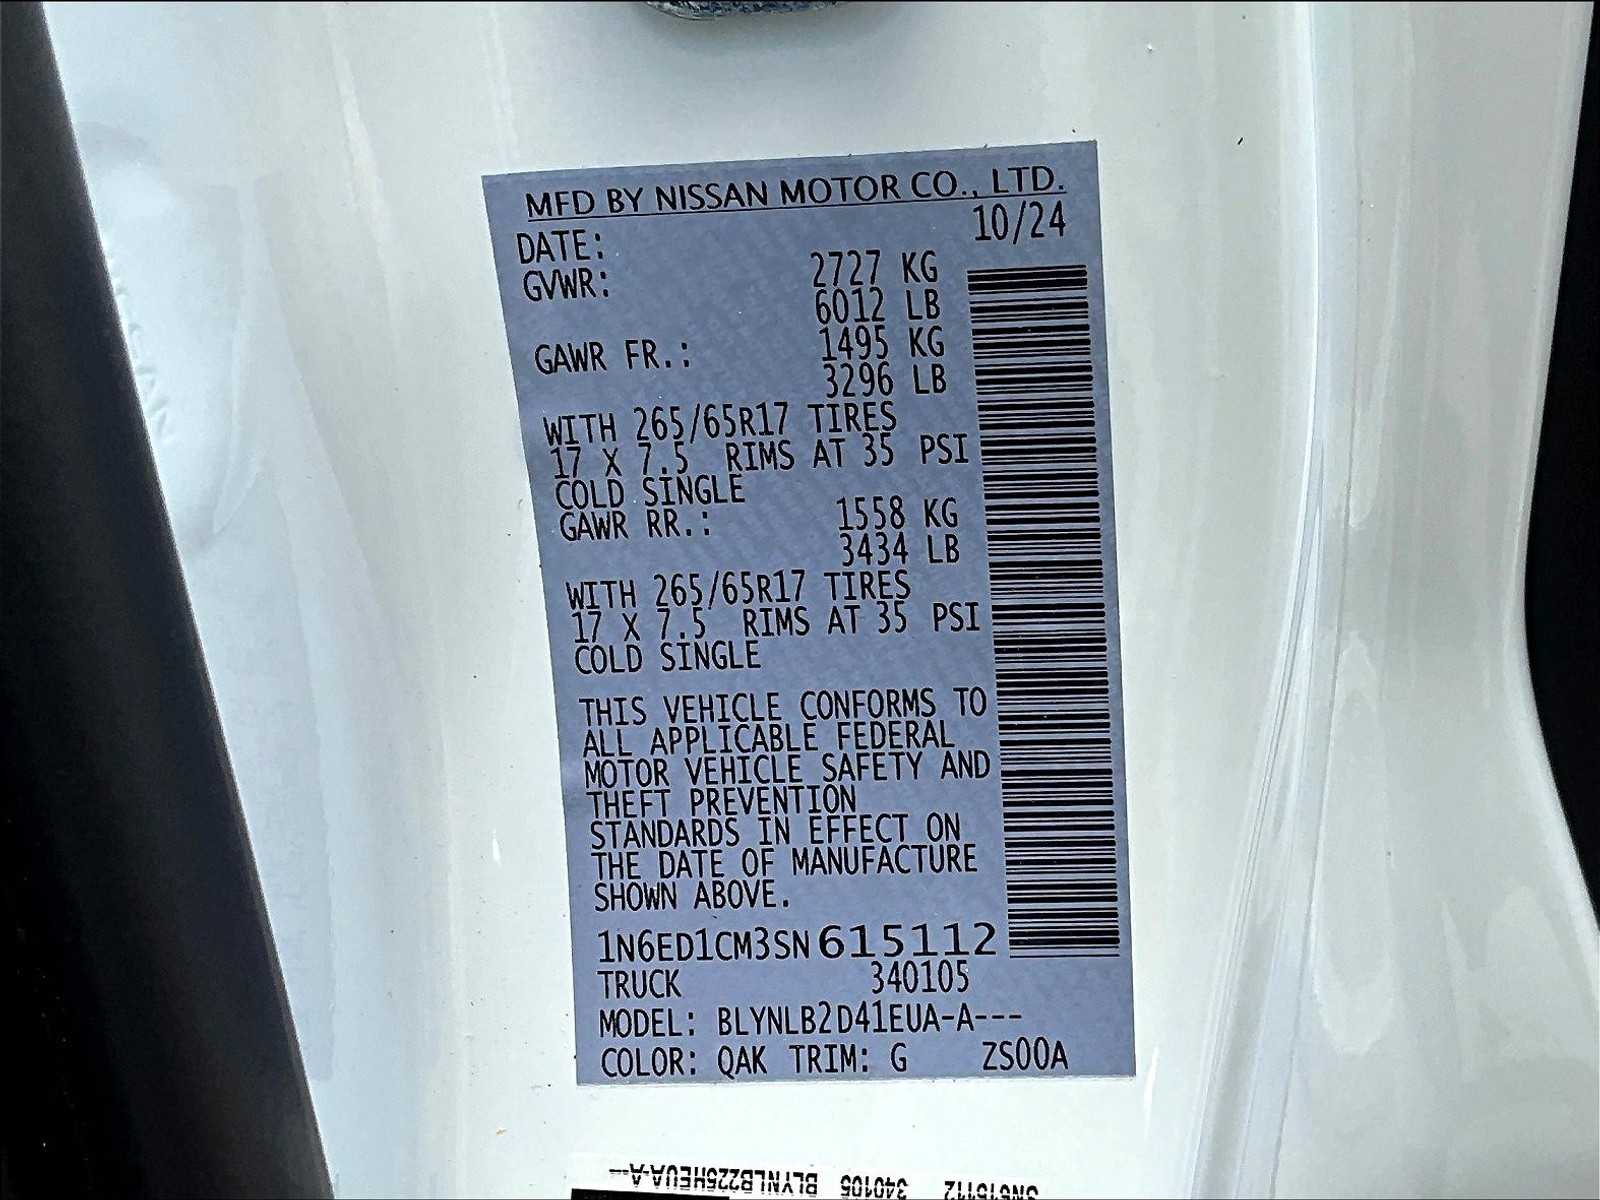 MFD BY NISSAN MOTOR CO., LTD.
DATE: 10/24
GVWR: 2727 KG
6012 LB
GAWR FR.: 1495 KG
3296 LB
WITH 265/65R17 TIRES
17 X 7.5 RIMS AT 35 PSI
COLD SINGLE
GAWR RR.: 1558 KG
3434 LB
WITH 265/65R17 TIRES
17 X 7.5 RIMS AT 35 PSI
COLD SINGLE
THIS VEHICLE CONFORMS TO
ALL APPLICABLE FEDERAL
MOTOR VEHICLE SAFETY AND
THEFT PREVENTION
STANDARDS IN EFFECT ON
THE DATE OF MANUFACTURE
SHOWN ABOVE.
1N6ED1CM3SN615112
TRUCK 340105
MODEL: BLYNLB2D41EUA-A---
COLOR: QAK TRIM: G ZS00A
SN615112 340105